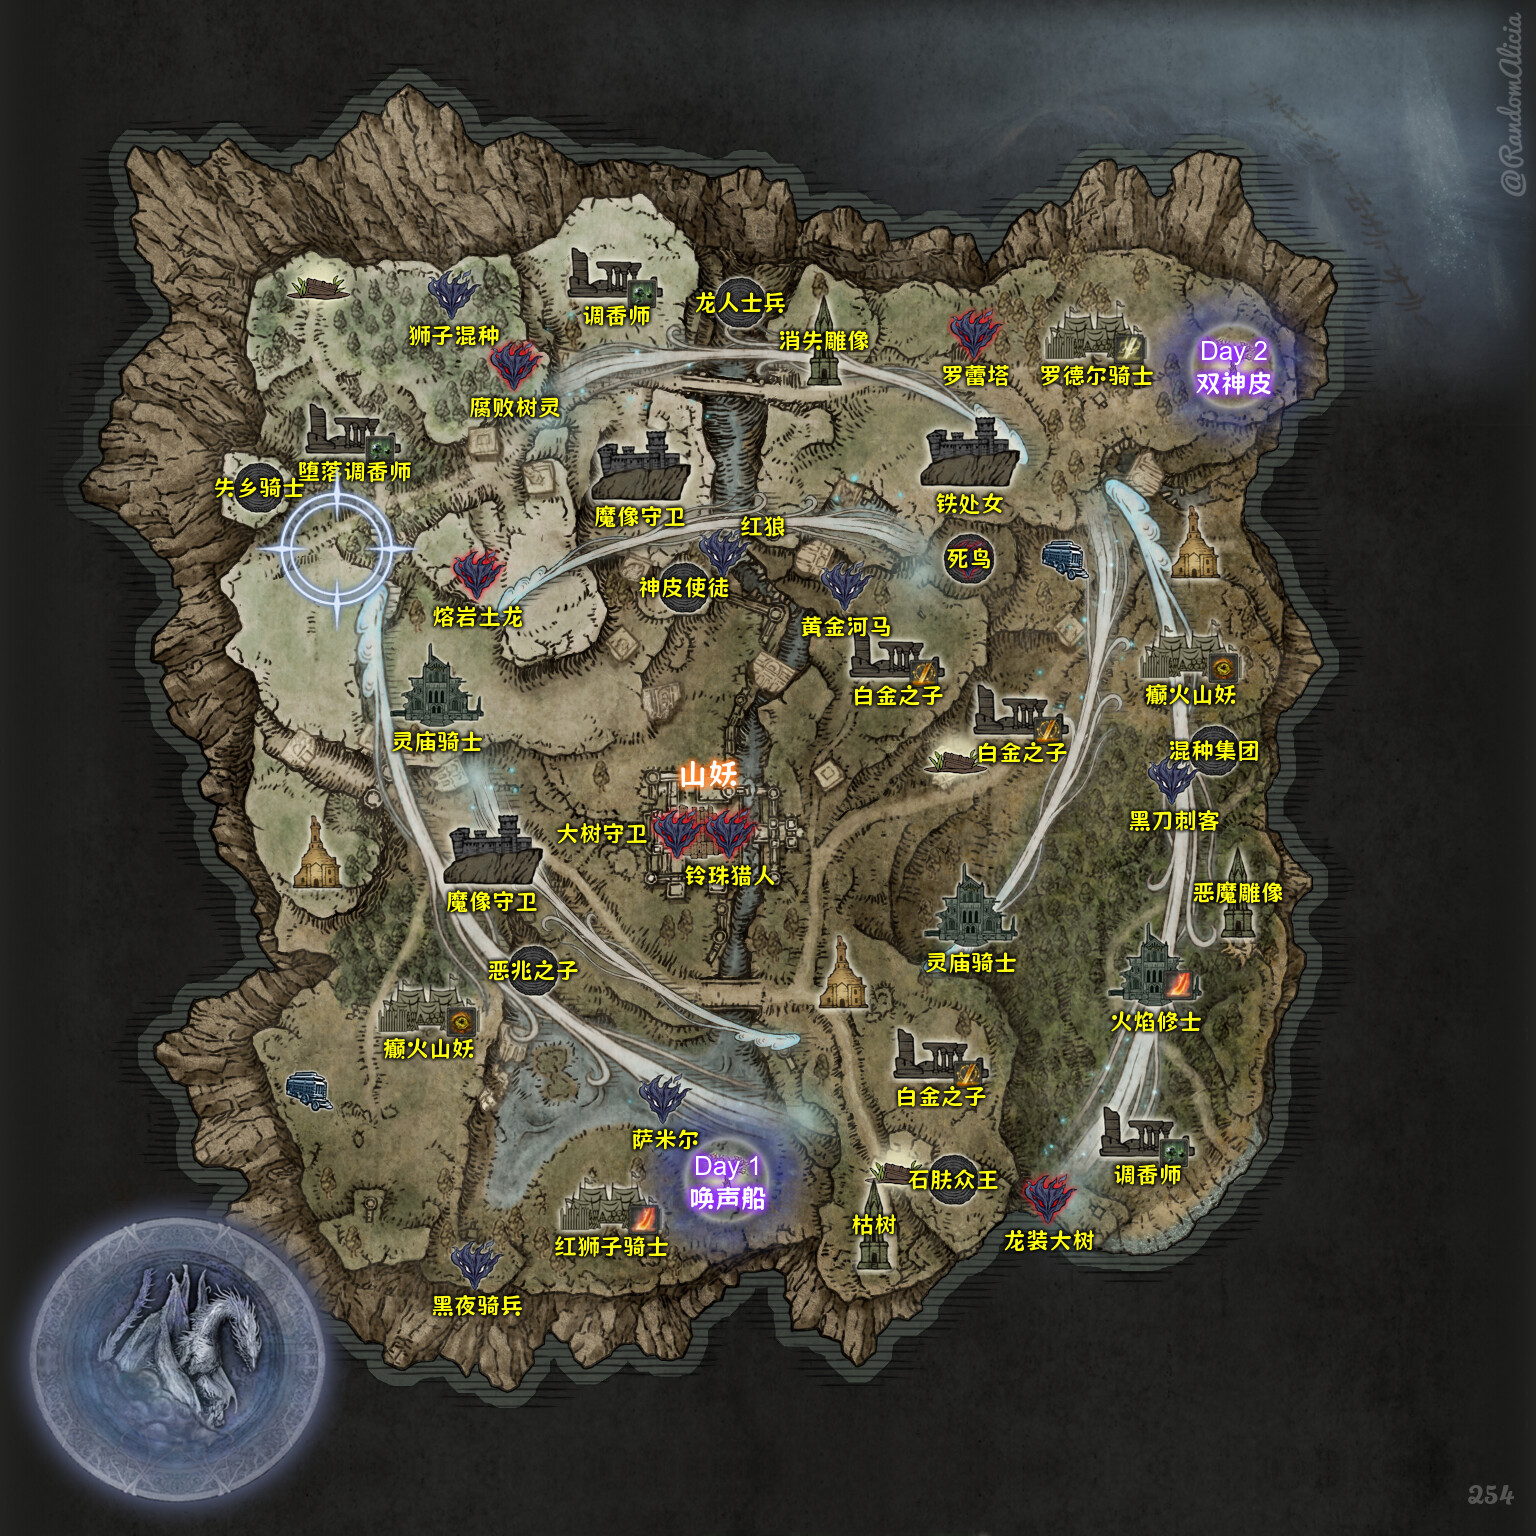 @RandomAlicia
狮子混种
调香师
龙人士兵
消失雕像
罗蕾塔
罗德尔骑士
Day 2
双神皮
腐败树灵
堕落调香师
失乡骑士
魔像守卫
铁处女
红狼
死鸟
神皮使徒
熔岩土龙
黄金河马
白金之子
癫火山妖
灵庙骑士
白金之子
混种集团
山妖
黑刀刺客
大树守卫
铃珠猎人
魔像守卫
恶魔雕像
恶兆之子
灵庙骑士
火焰修士
癫火山妖
白金之子
萨米尔
Day 1
唤声船
石肤众王
调香师
枯树
龙装大树
红狮子骑士
黑夜骑兵
254